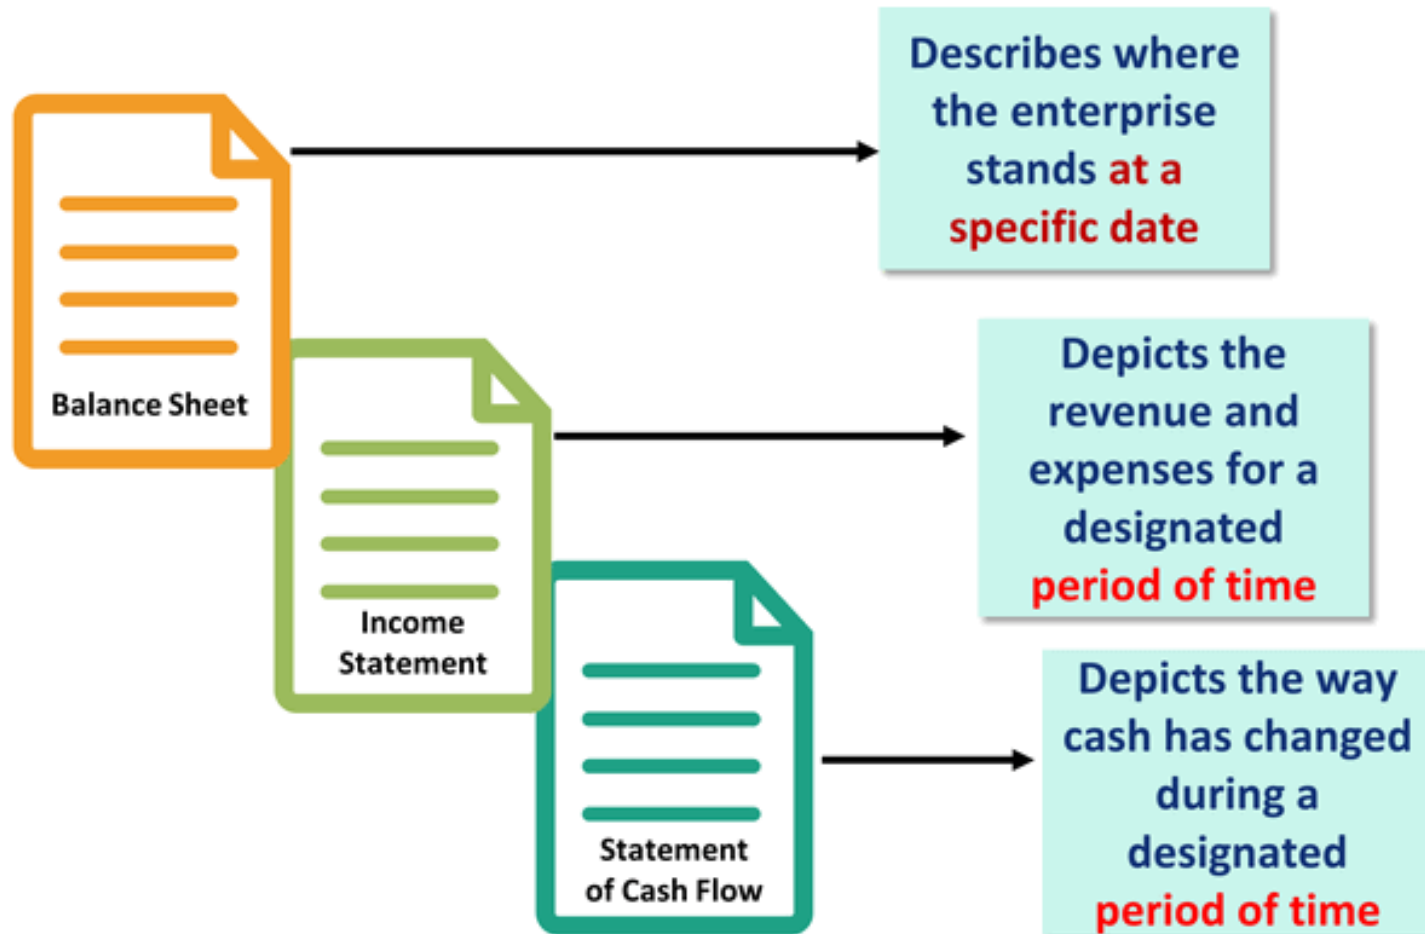 Describes where
the enterprise
stands at a
specific date
Balance Sheet
Depicts the
revenue and
expenses for a
designated
period of time
Income
Statement
Depicts the way
cash has changed
during a
designated
period of time
Statement
of Cash Flow